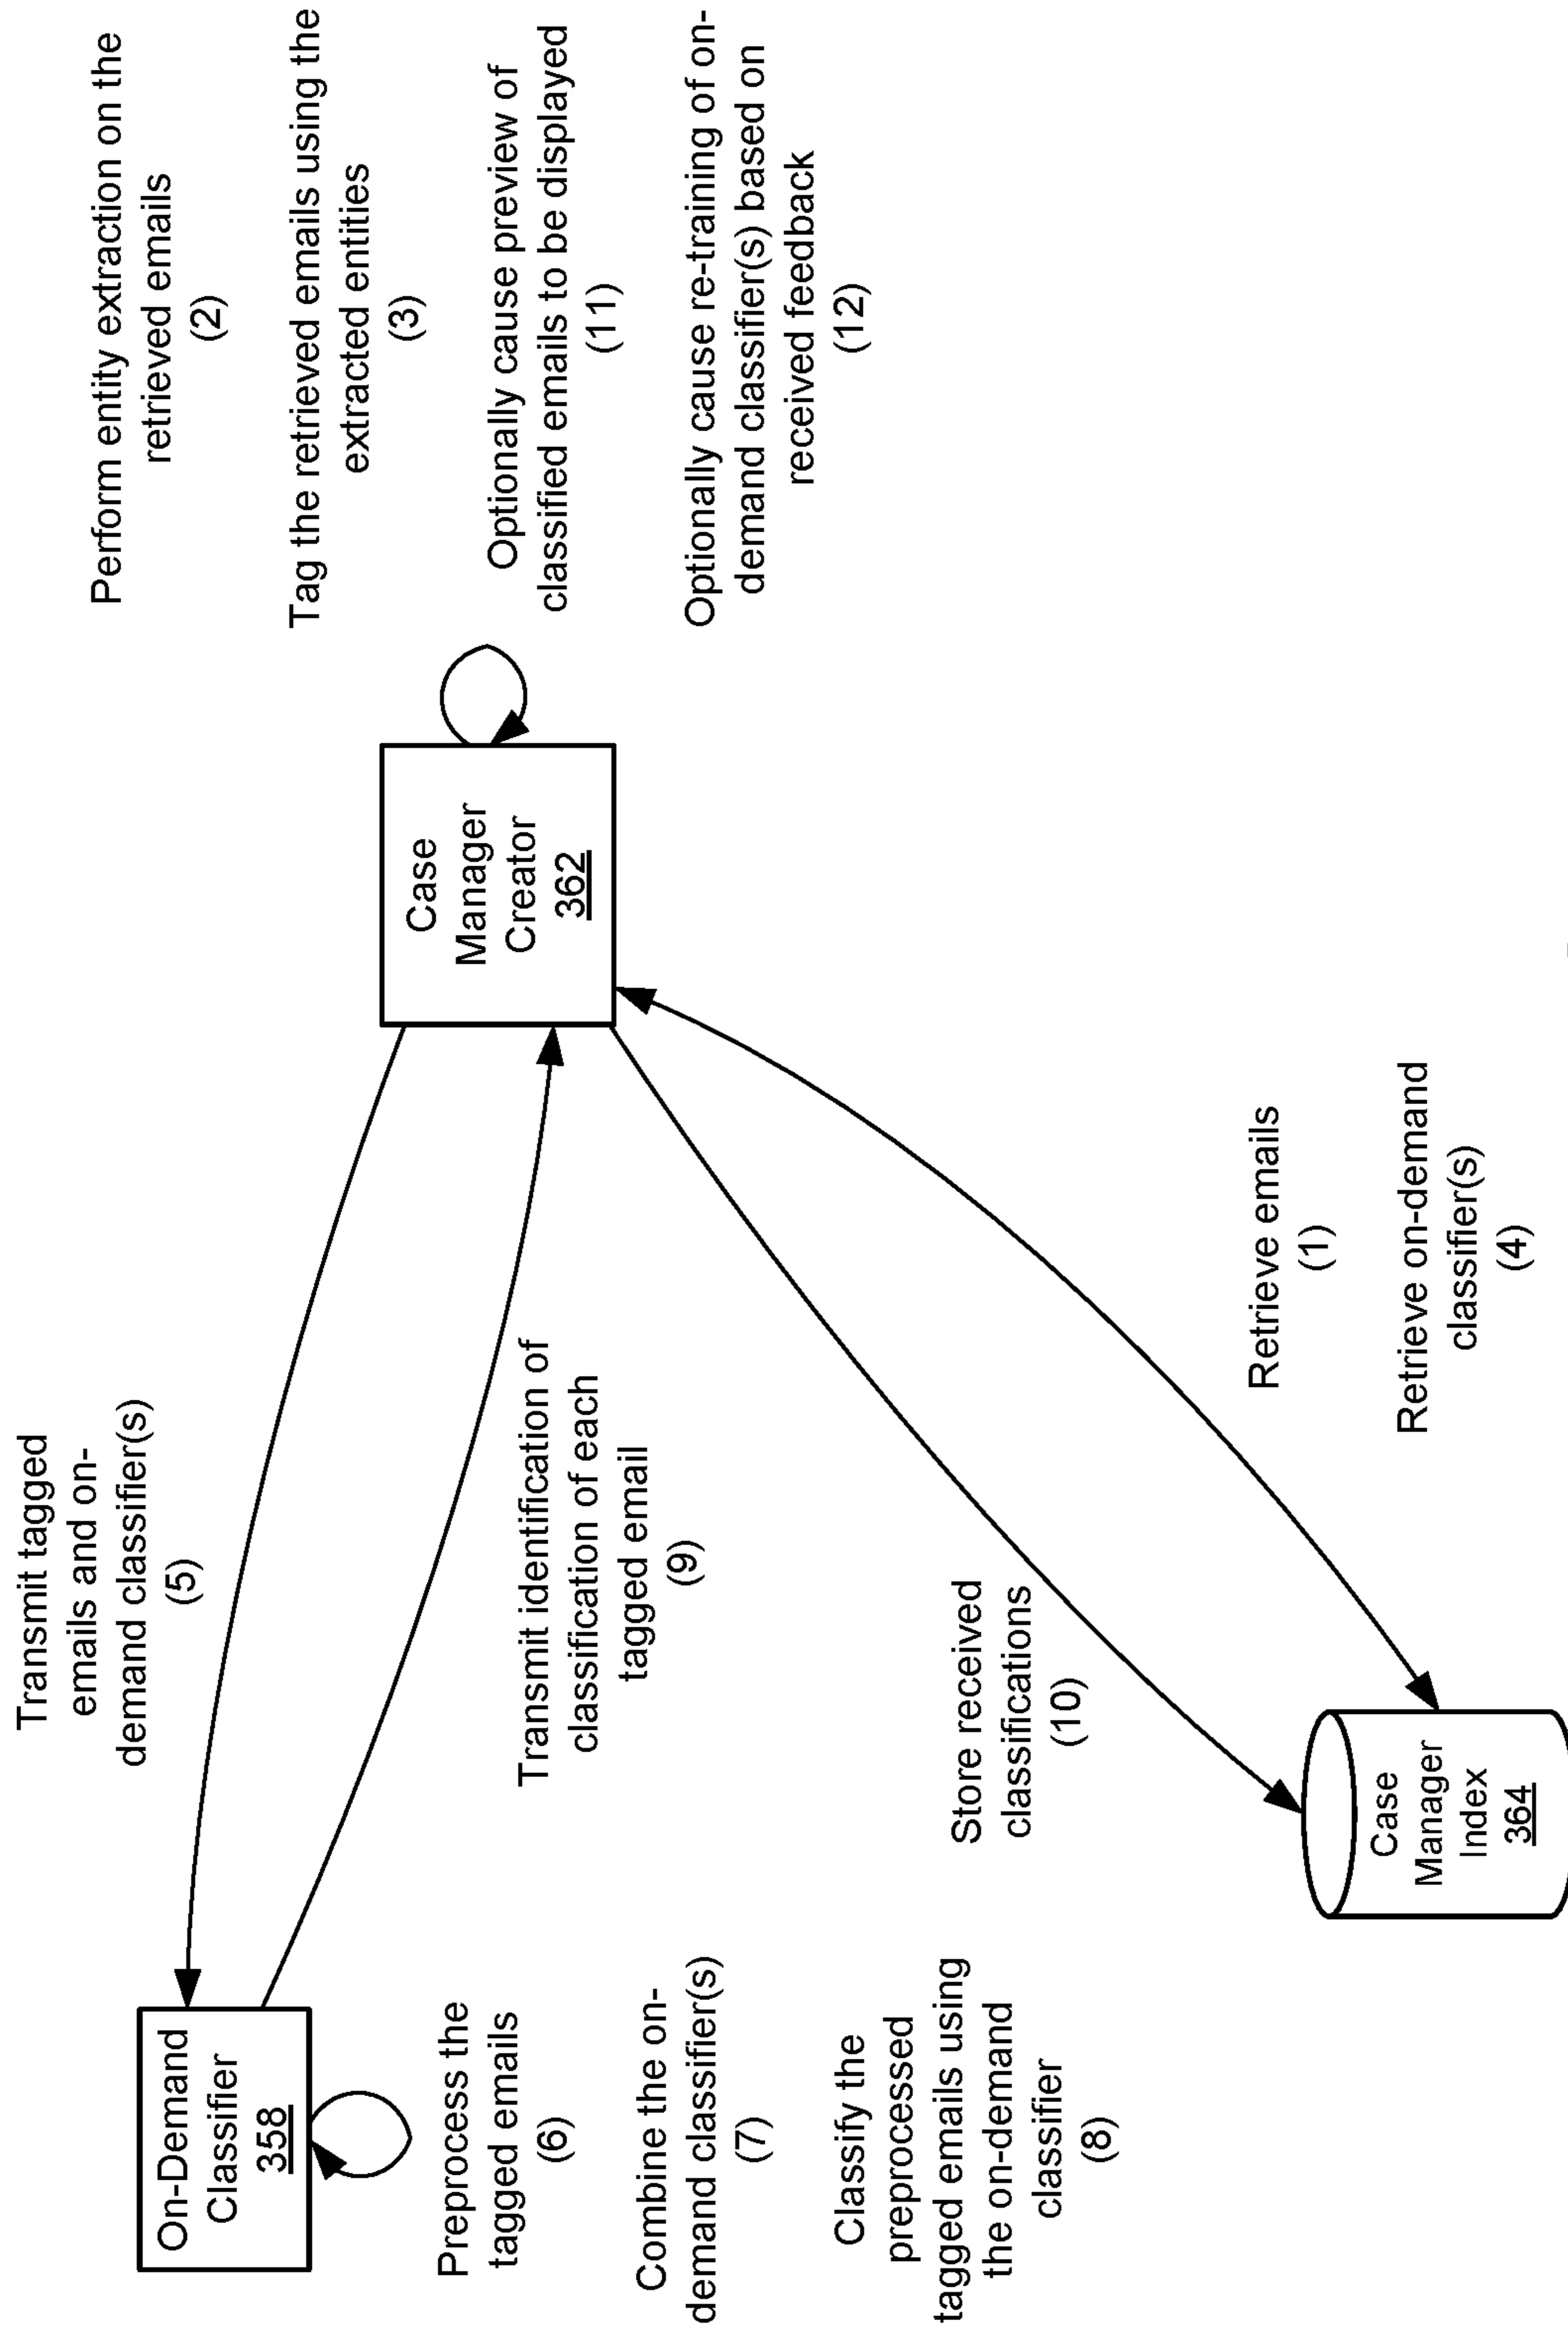 On-Demand
Classifier
358
Preprocess the
tagged emails
(6)
Combine the on-
demand classifier(s)
(7)
Classify the
preprocessed
tagged emails using
the on-demand
classifier
(8)
Transmit tagged
emails and on-
demand classifier(s)
(5)
Transmit identification of
classification of each
tagged email
(9)
Store received
classifications
(10)
Case
Manager
Index
364
Retrieve emails
(1)
Retrieve on-demand
classifier(s)
(4)
Case
Manager
Creator
362
Perform entity extraction on the
retrieved emails
(2)
Tag the retrieved emails using the
extracted entities
(3)
Optionally cause preview of
classified emails to be displayed
(11)
Optionally cause re-training of on-
demand classifier(s) based on
received feedback
(12)